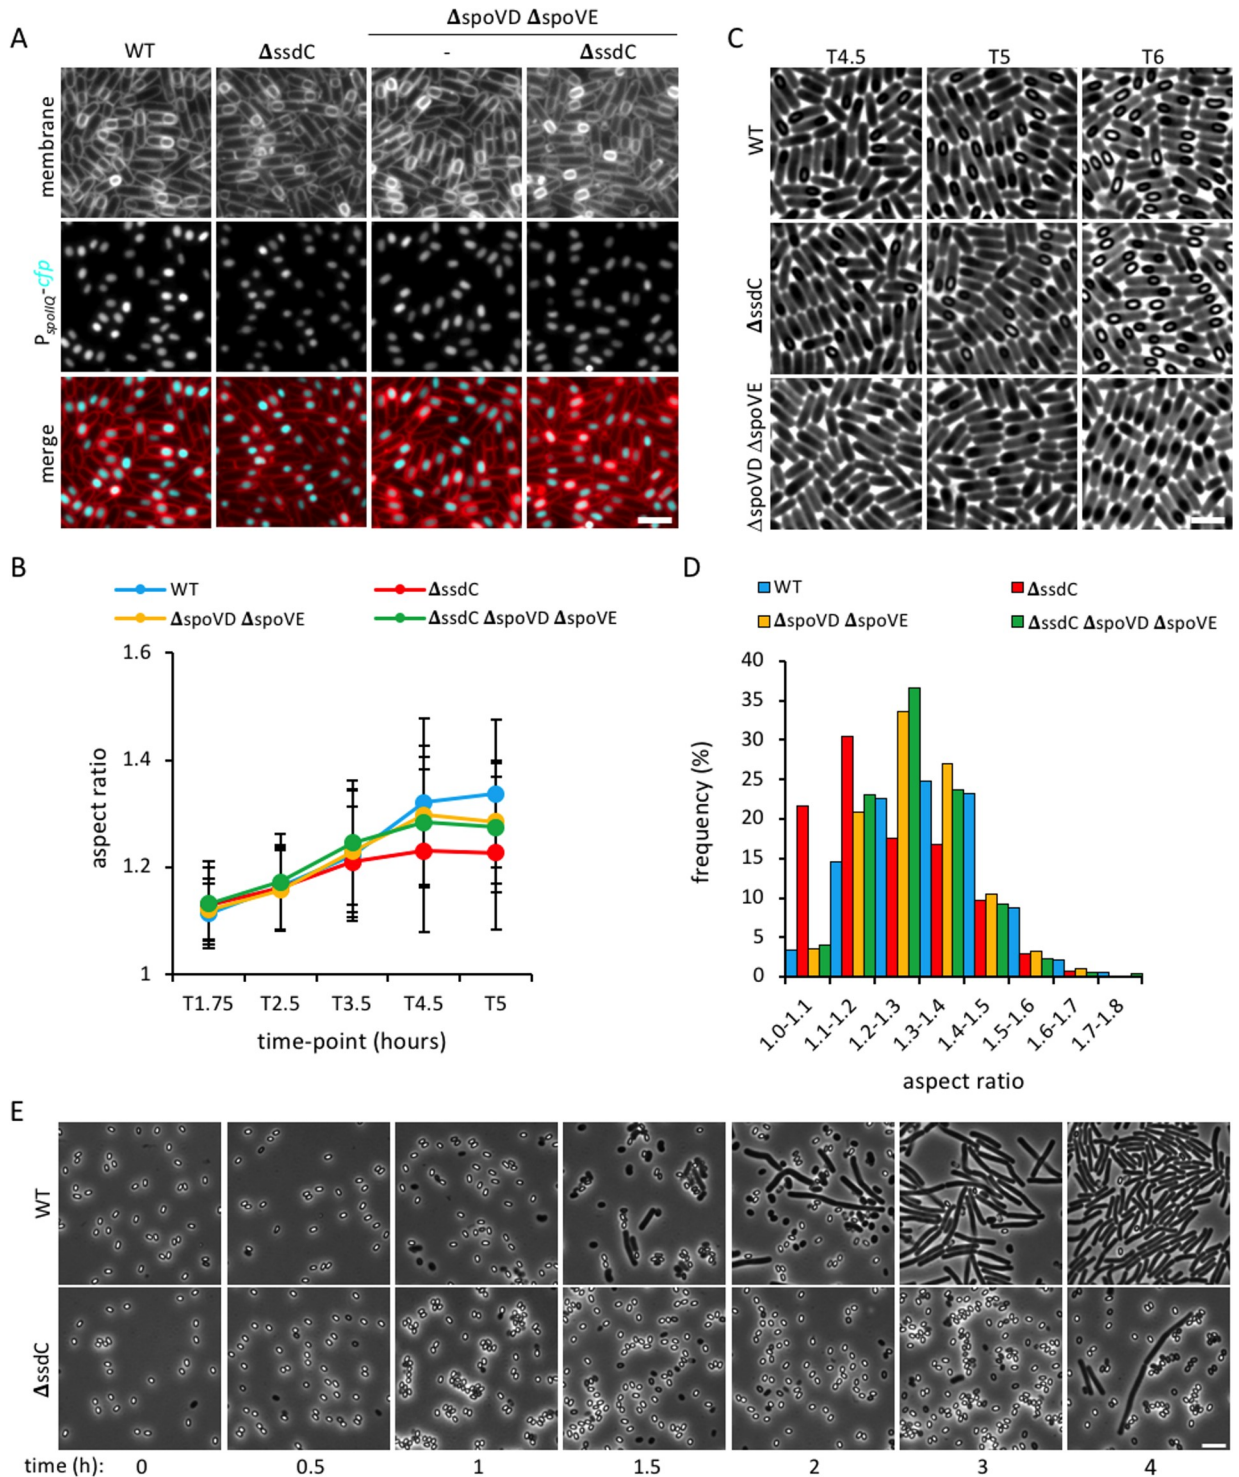 A
ΔspoVD ΔspoVE
WT
ΔssdC
-
ΔssdC
membrane
PspoIIQ-cfp
merge
C
T4.5
T5
T6
WT
ΔssdC
ΔspoVD ΔspoVE
B
WT
ΔssdC
ΔspoVD ΔspoVE
ΔssdC ΔspoVD ΔspoVE
1.6
1.4
1.2
1
aspect ratio
T1.75
T2.5
T3.5
T4.5
T5
time-point (hours)
D
WT
ΔssdC
ΔspoVD ΔspoVE
ΔssdC ΔspoVD ΔspoVE
40
35
30
25
20
15
10
5
0
frequency (%)
1.0-1.1
1.1-1.2
1.2-1.3
1.3-1.4
1.4-1.5
1.5-1.6
1.6-1.7
1.7-1.8
aspect ratio
E
WT
ΔssdC
time (h): 0 0.5 1 1.5 2 3 4